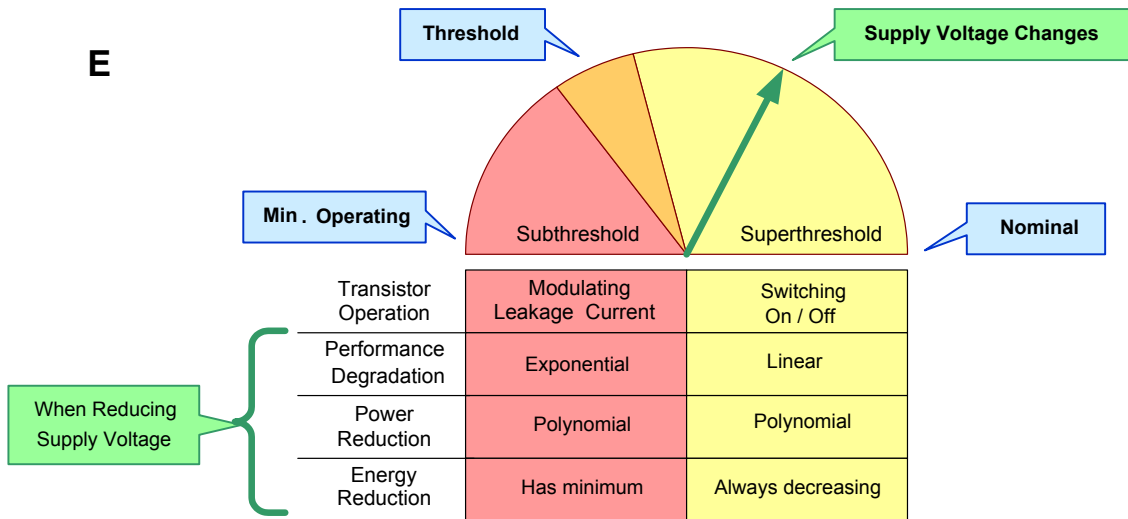 E
Threshold
Supply Voltage Changes
Min. Operating
Subthreshold
Superthreshold
Nominal
Transistor
Operation
Modulating
Leakage Current
Switching
On / Off
Performance
Degradation
Exponential
Linear
When Reducing
Supply Voltage
Power
Reduction
Polynomial
Polynomial
Energy
Reduction
Has minimum
Always decreasing